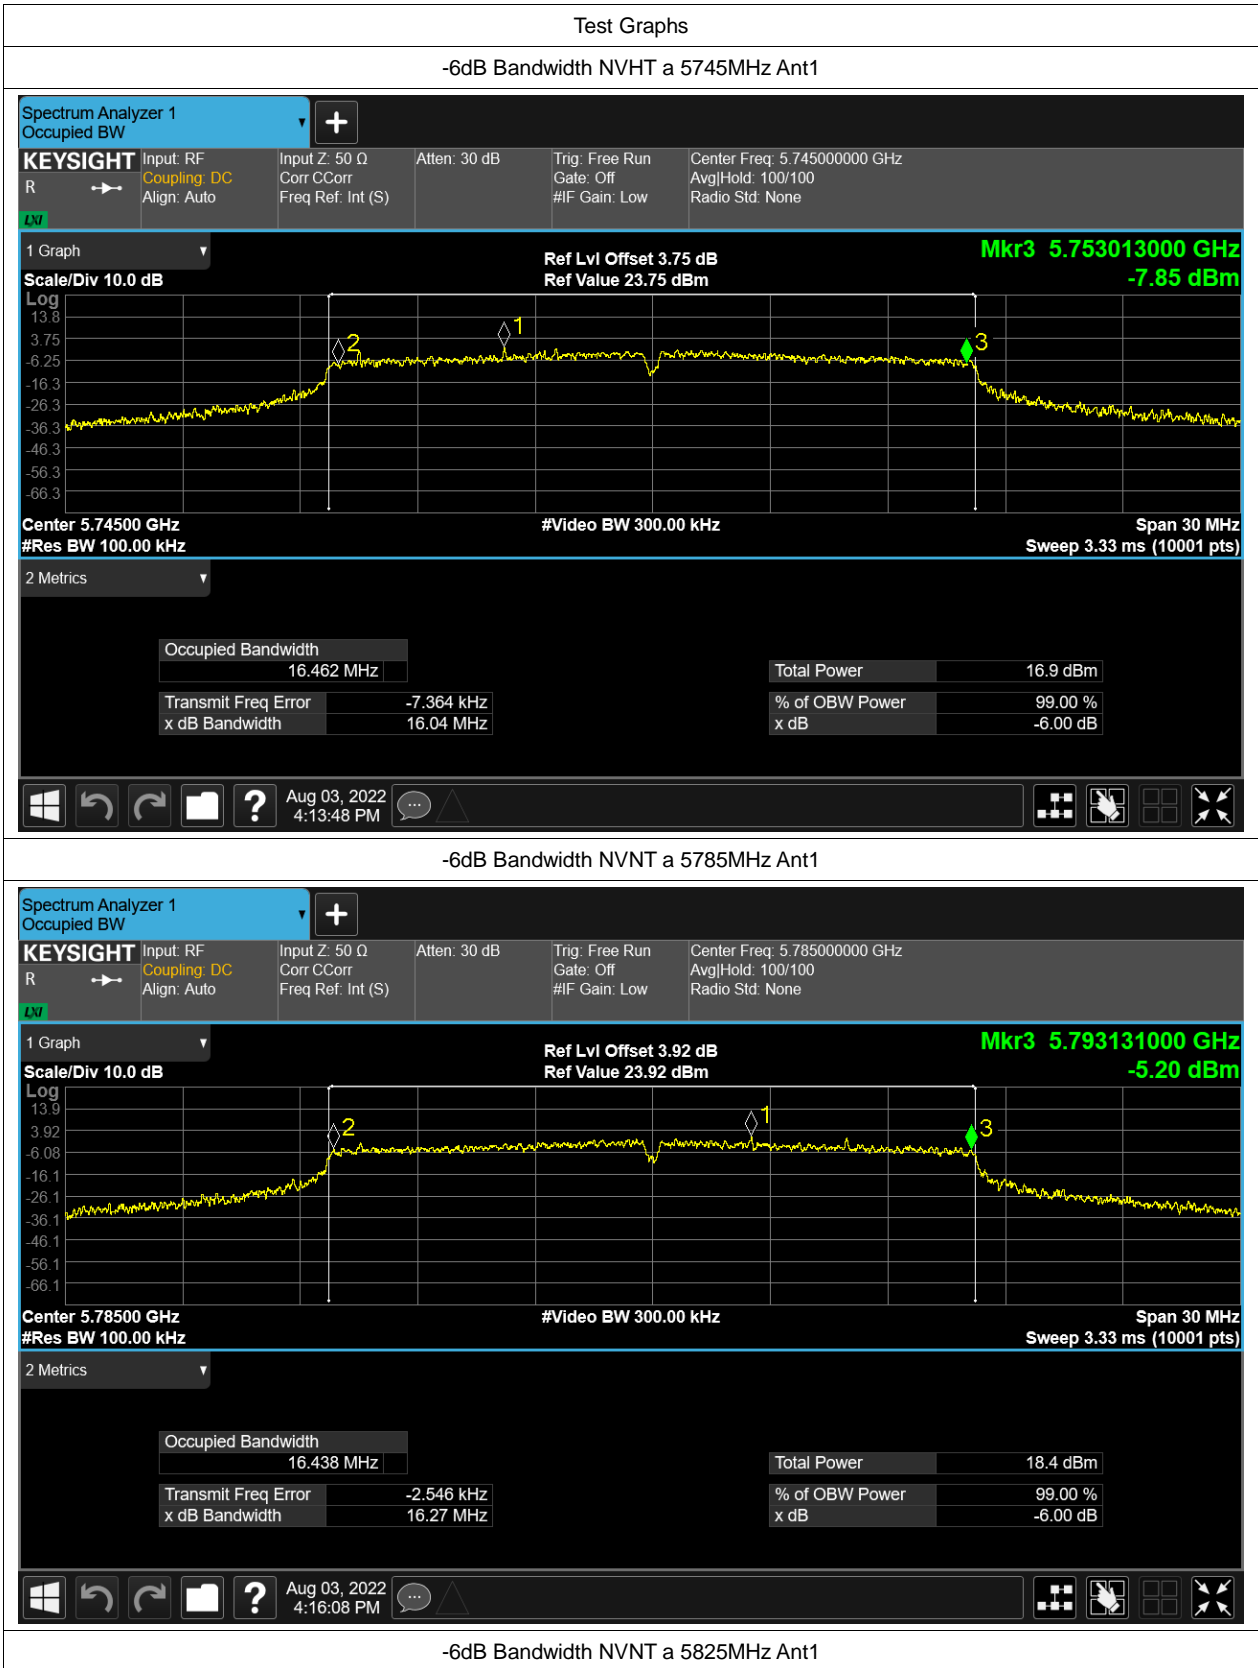 Test Graphs
-6dB Bandwidth NVHT a 5745MHz Ant1
Spectrum Analyzer 1
Occupied BW
KEYSIGHT Input: RF Input Z: 50 Ω Atten: 30 dB Trig: Free Run Center Freq: 5.745000000 GHz
R Coupling: DC Corr CCorr Gate: Off Avg|Hold: 100/100
Align: Auto Freq Ref: Int (S) #IF Gain: Low Radio Std: None
LXI
1 Graph
Ref Lvl Offset 3.75 dB
Mkr3 5.753013000 GHz
Scale/Div 10.0 dB
Ref Value 23.75 dBm
-7.85 dBm
Log
13.8
3.75
-6.25
-16.3
-26.3
-36.3
-46.3
-56.3
-66.3
2
1
3
Center 5.74500 GHz #Video BW 300.00 kHz Span 30 MHz
#Res BW 100.00 kHz Sweep 3.33 ms (10001 pts)
2 Metrics
Occupied Bandwidth
16.462 MHz
Total Power 16.9 dBm
Transmit Freq Error -7.364 kHz % of OBW Power 99.00 %
x dB Bandwidth 16.04 MHz x dB -6.00 dB
?
Aug 03, 2022
4:13:48 PM
-6dB Bandwidth NVNT a 5785MHz Ant1
Spectrum Analyzer 1
Occupied BW
KEYSIGHT Input: RF Input Z: 50 Ω Atten: 30 dB Trig: Free Run Center Freq: 5.785000000 GHz
R Coupling: DC Corr CCorr Gate: Off Avg|Hold: 100/100
Align: Auto Freq Ref: Int (S) #IF Gain: Low Radio Std: None
LXI
1 Graph
Ref Lvl Offset 3.92 dB
Mkr3 5.793131000 GHz
Scale/Div 10.0 dB
Ref Value 23.92 dBm
-5.20 dBm
Log
13.9
3.92
-6.08
-16.1
-26.1
-36.1
-46.1
-56.1
-66.1
2
1
3
Center 5.78500 GHz #Video BW 300.00 kHz Span 30 MHz
#Res BW 100.00 kHz Sweep 3.33 ms (10001 pts)
2 Metrics
Occupied Bandwidth
16.438 MHz
Total Power 18.4 dBm
Transmit Freq Error -2.546 kHz % of OBW Power 99.00 %
x dB Bandwidth 16.27 MHz x dB -6.00 dB
?
Aug 03, 2022
4:16:08 PM
-6dB Bandwidth NVNT a 5825MHz Ant1